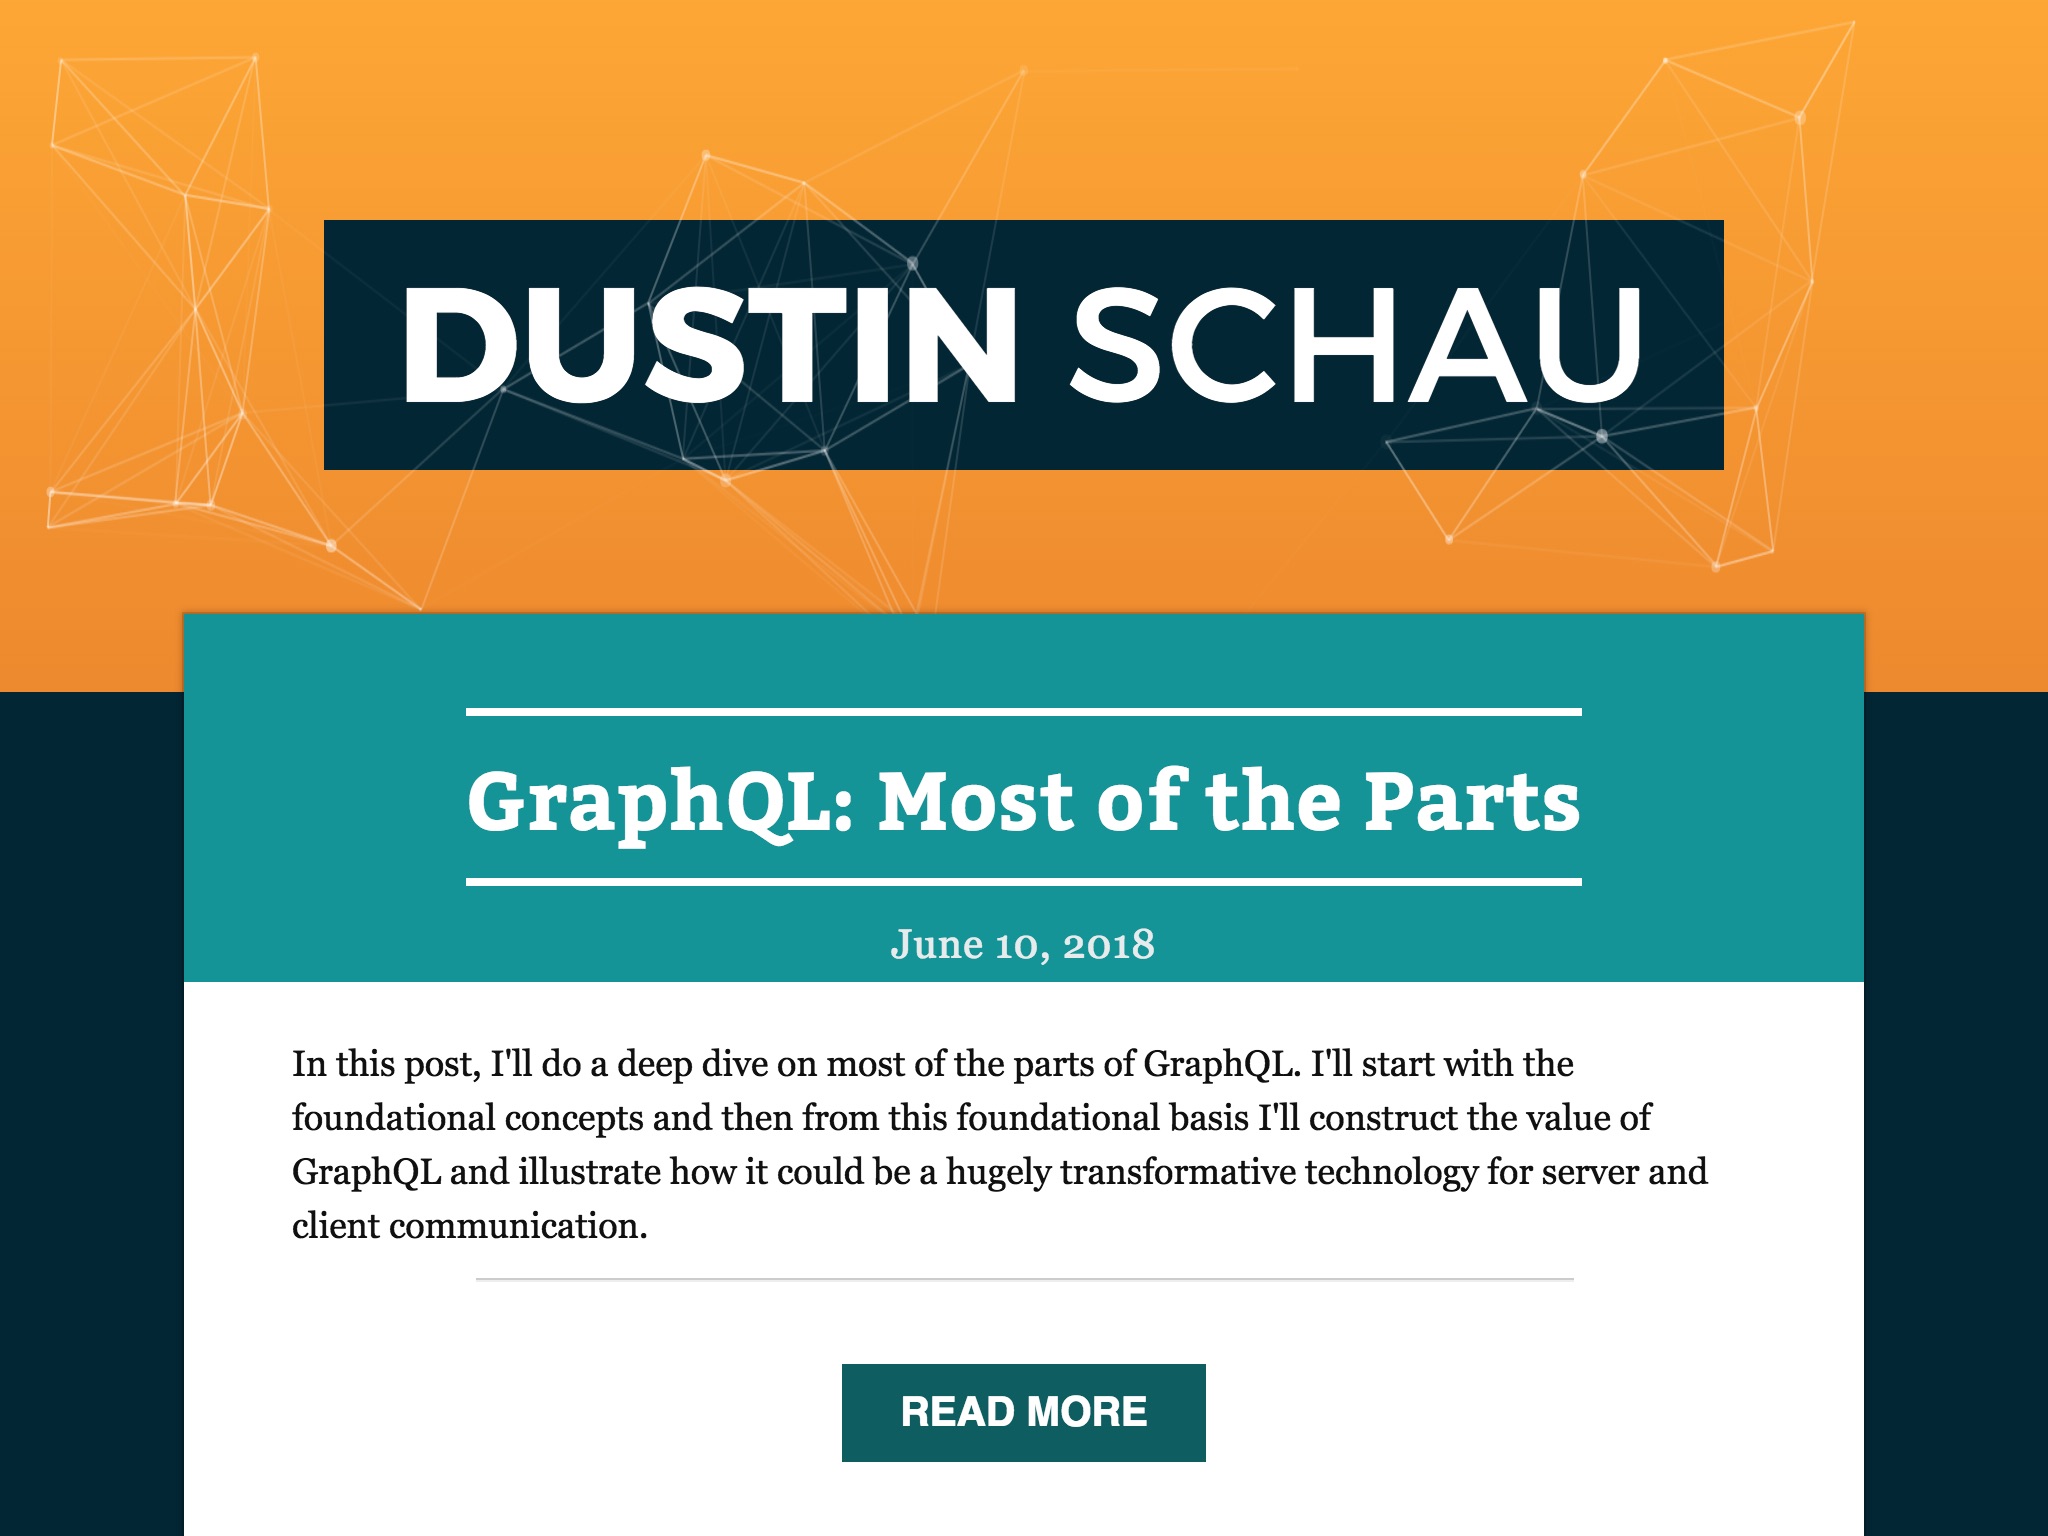 DUSTIN SCHAU
GraphQL: Most of the Parts
June 10, 2018
In this post, I'll do a deep dive on most of the parts of GraphQL. I'll start with the
foundational concepts and then from this foundational basis I'll construct the value of
GraphQL and illustrate how it could be a hugely transformative technology for server and
client communication.
READ MORE